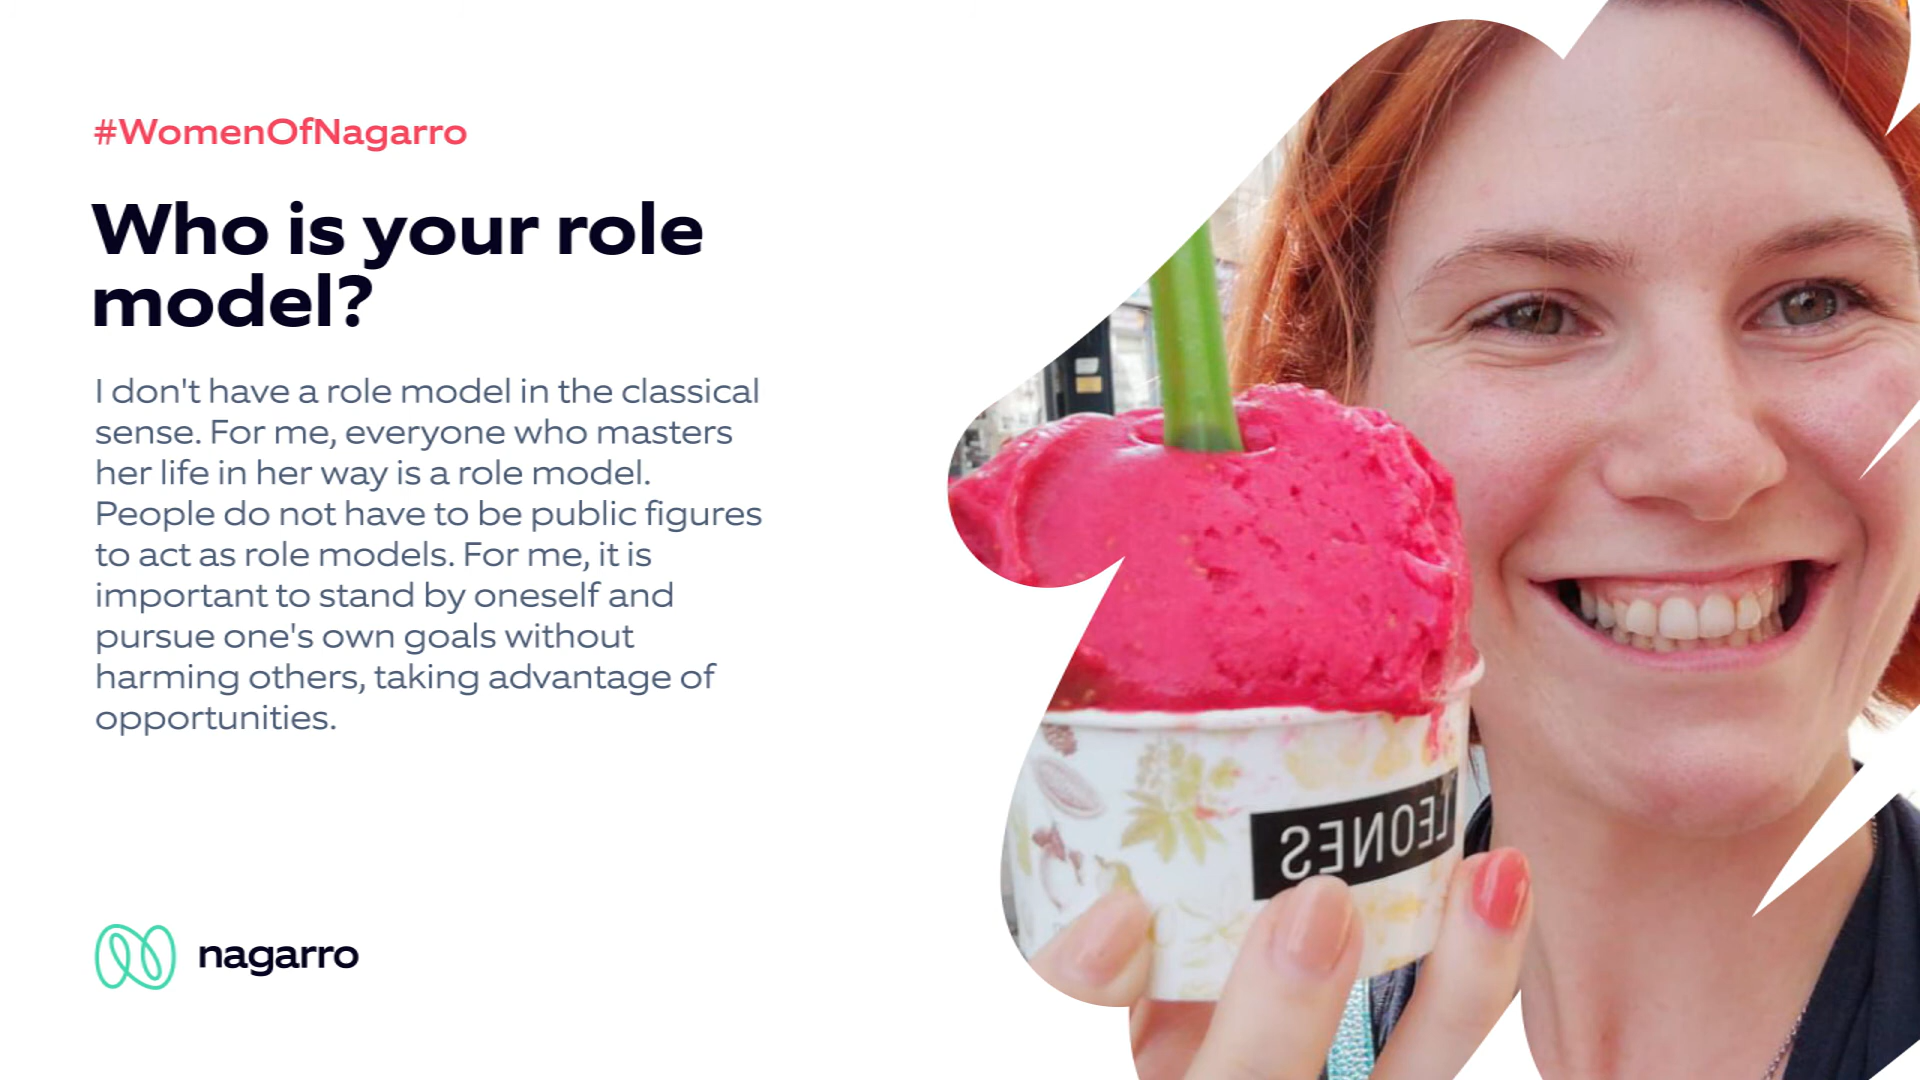 #WomenOfNagarro
Who is your role
model?
I don't have a role model in the classical
sense. For me, everyone who masters
her life in her way is a role model.
People do not have to be public figures
to act as role models. For me, it is
important to stand by oneself and
pursue one's own goals without
harming others, taking advantage of
opportunities.
LEONES
nagarro